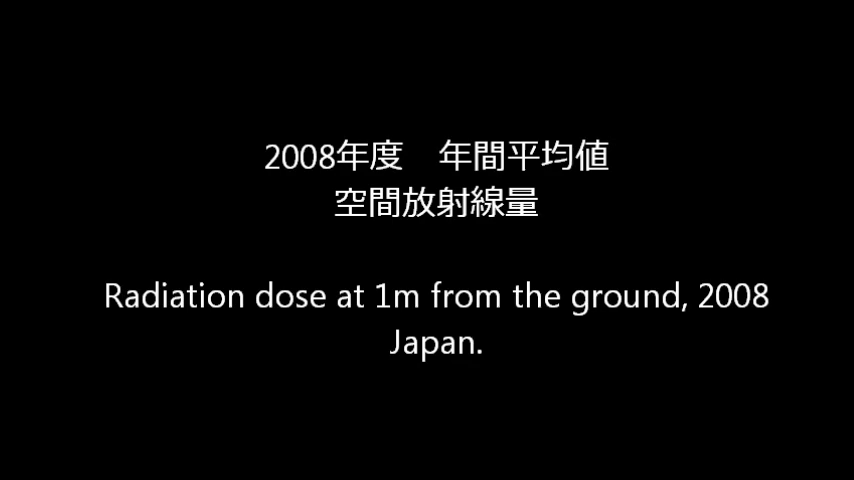 2008年度　年間平均値
空間放射線量
Radiation dose at 1m from the ground, 2008
Japan.